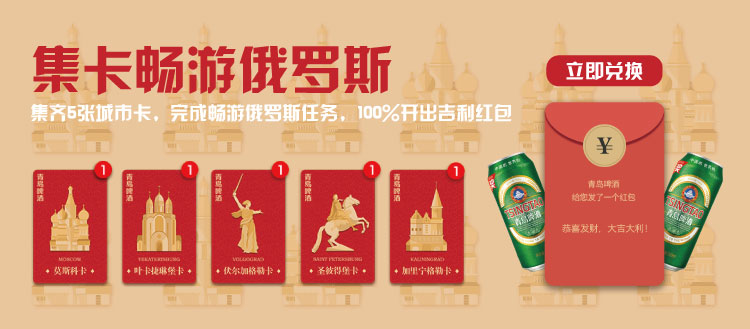 集卡畅游俄罗斯
集齐5张城市卡,完成畅游俄罗斯任务,100%开出吉利红包
青岛啤酒
1
MOSCOW
莫斯科卡
青岛啤酒
1
YEKATERINBURG
叶卡捷琳堡卡
青岛啤酒
1
VOLGOGRAD
伏尔加格勒卡
青岛啤酒
1
SAINT PETERSBURG
圣彼得堡卡
青岛啤酒
1
KALININGRAD
加里宁格勒卡
立即兑换
¥
青岛啤酒
给您发了一个红包
恭喜发财,大吉大利!
TSINGTAO
青岛啤酒
TSINGTAO
青岛啤酒